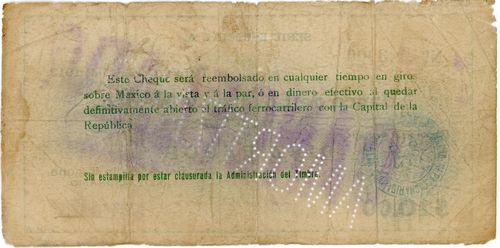 Este Cheque será reembolsado en cualquier tiempo en giro
sobre México á la vista y á la par, ó en dinero efectivo al quedar
definitivamente abierto el tráfico ferrocarrilero con la Capital de la
República
Sin estampilla por estar clausurada la Administración del Timbre.